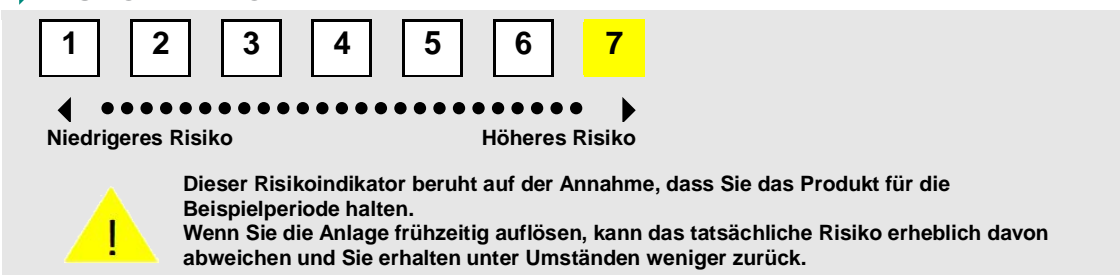 1 2 3 4 5 6 7
Niedrigeres Risiko Höheres Risiko
Dieser Risikoindikator beruht auf der Annahme, dass Sie das Produkt für die
Beispielperiode halten.
! Wenn Sie die Anlage frühzeitig auflösen, kann das tatsächliche Risiko erheblich davon
abweichen und Sie erhalten unter Umständen weniger zurück.